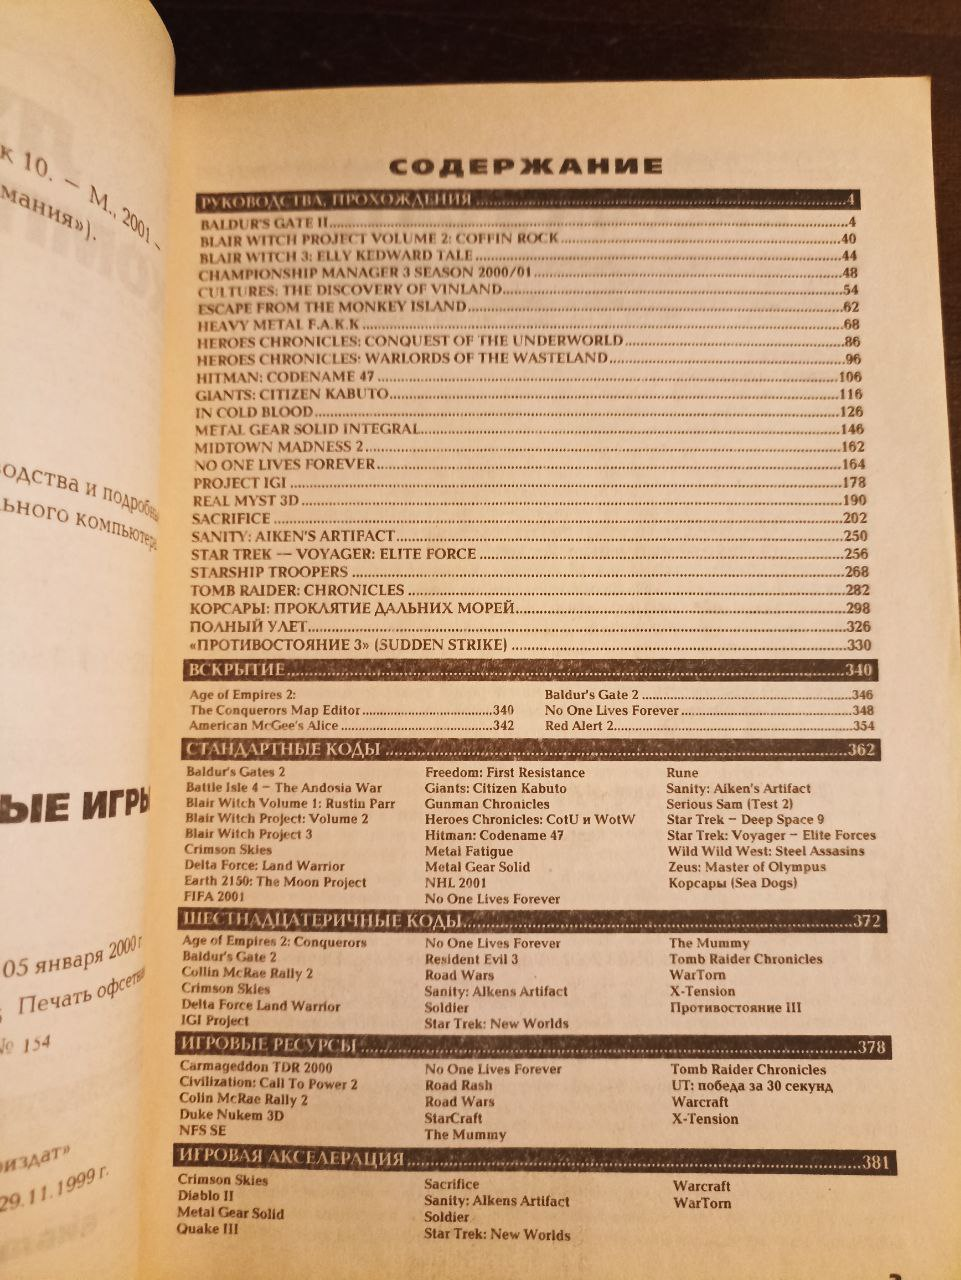 к 10. – М., 2001 –
мания»).
одства и подробны
ьного компьютера
ЫЕ ИГРЫ
05 января 2000 г
Печать офсетная
№ 154
издат»
29.11.1999 г.
СОДЕРЖАНИЕ
РУКОВОДСТВА, ПРОХОЖДЕНИЯ 4
BALDUR'S GATE II 4
BLAIR WITCH PROJECT VOLUME 2: COFFIN ROCK 40
BLAIR WITCH 3: ELLY KEDWARD TALE 44
CHAMPIONSHIP MANAGER 3 SEASON 2000/01 48
CULTURES: THE DISCOVERY OF VINLAND 54
ESCAPE FROM THE MONKEY ISLAND 62
HEAVY METAL F.A.K.K 68
HEROES CHRONICLES: CONQUEST OF THE UNDERWORLD 86
HEROES CHRONICLES: WARLORDS OF THE WASTELAND 96
HITMAN: CODENAME 47 106
GIANTS: CITIZEN KABUTO 116
IN COLD BLOOD 126
METAL GEAR SOLID INTEGRAL 146
MIDTOWN MADNESS 2 162
NO ONE LIVES FOREVER 164
PROJECT IGI 178
REAL MYST 3D 190
SACRIFICE 202
SANITY: AIKEN'S ARTIFACT 250
STAR TREK — VOYAGER: ELITE FORCE 256
STARSHIP TROOPERS 268
TOMB RAIDER: CHRONICLES 282
КОРСАРЫ: ПРОКЛЯТИЕ ДАЛЬНИХ МОРЕЙ 298
ПОЛНЫЙ УЛЕТ 326
«ПРОТИВОСТОЯНИЕ 3» (SUDDEN STRIKE) 330
ВСКРЫТИЕ 340
Age of Empires 2:
The Conquerors Map Editor 340
American McGee's Alice 342
Baldur's Gate 2 346
No One Lives Forever 348
Red Alert 2 354
СТАНДАРТНЫЕ КОДЫ 362
Baldur's Gates 2
Battle Isle 4 – The Andosia War
Blair Witch Volume 1: Rustin Parr
Blair Witch Project: Volume 2
Blair Witch Project 3
Crimson Skies
Delta Force: Land Warrior
Earth 2150: The Moon Project
FIFA 2001
Freedom: First Resistance
Giants: Citizen Kabuto
Gunman Chronicles
Heroes Chronicles: CotU и WotW
Hitman: Codename 47
Metal Fatigue
Metal Gear Solid
NHL 2001
No One Lives Forever
Rune
Sanity: Aiken's Artifact
Serious Sam (Test 2)
Star Trek – Deep Space 9
Star Trek: Voyager – Elite Forces
Wild Wild West: Steel Assasins
Zeus: Master of Olympus
Корсары (Sea Dogs)
ШЕСТНАДЦАТЕРИЧНЫЕ КОДЫ 372
Age of Empires 2: Conquerors
Baldur's Gate 2
Collin McRae Rally 2
Crimson Skies
Delta Force Land Warrior
IGI Project
No One Lives Forever
Resident Evil 3
Road Wars
Sanity: Alkens Artifact
Soldier
Star Trek: New Worlds
The Mummy
Tomb Raider Chronicles
WarTorn
X-Tension
Противостояние III
ИГРОВЫЕ РЕСУРСЫ 378
Carmageddon TDR 2000
Civilization: Call To Power 2
Colin McRae Rally 2
Duke Nukem 3D
NFS SE
No One Lives Forever
Road Rash
Road Wars
StarCraft
The Mummy
Tomb Raider Chronicles
UT: победа за 30 секунд
Warcraft
X-Tension
ИГРОВАЯ АКСЕЛЕРАЦИЯ 381
Crimson Skies
Diablo II
Metal Gear Solid
Quake III
Sacrifice
Sanity: Alkens Artifact
Soldier
Star Trek: New Worlds
Warcraft
WarTorn